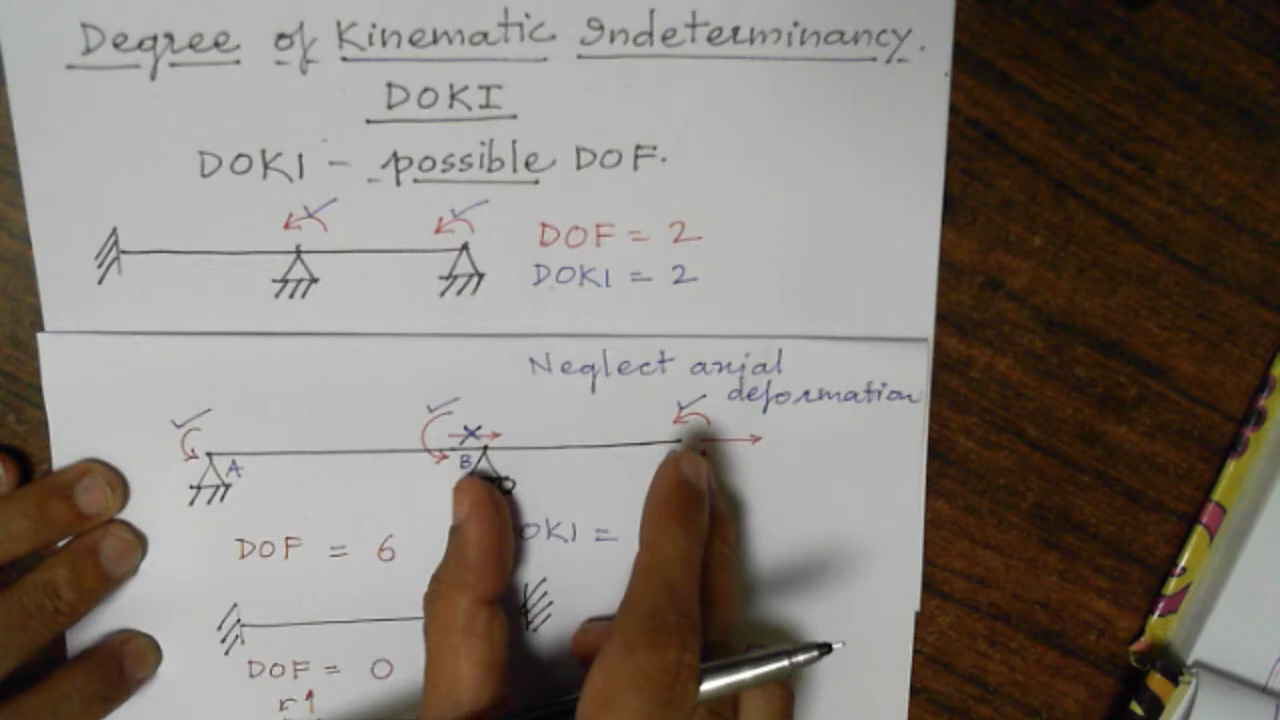 Degree of Kinematic Indeterminancy.
DOKI
DOKI - possible DOF.
DOF = 2
DOKI = 2
Neglect axial
deformation
A
B
DOF = 6
OKI =
DOF = 0